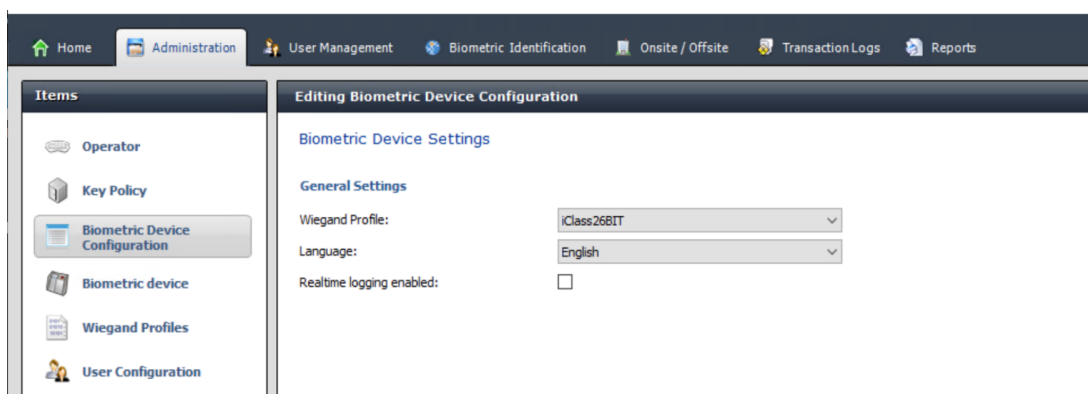 Home Administration User Management Biometric Identification Onsite / Offsite Transaction Logs Reports
Items
Operator
Key Policy
Biometric Device
Configuration
Biometric device
Wiegand Profiles
User Configuration
Editing Biometric Device Configuration
Biometric Device Settings
General Settings
Wiegand Profile: iClass26BIT
Language: English
Realtime logging enabled: